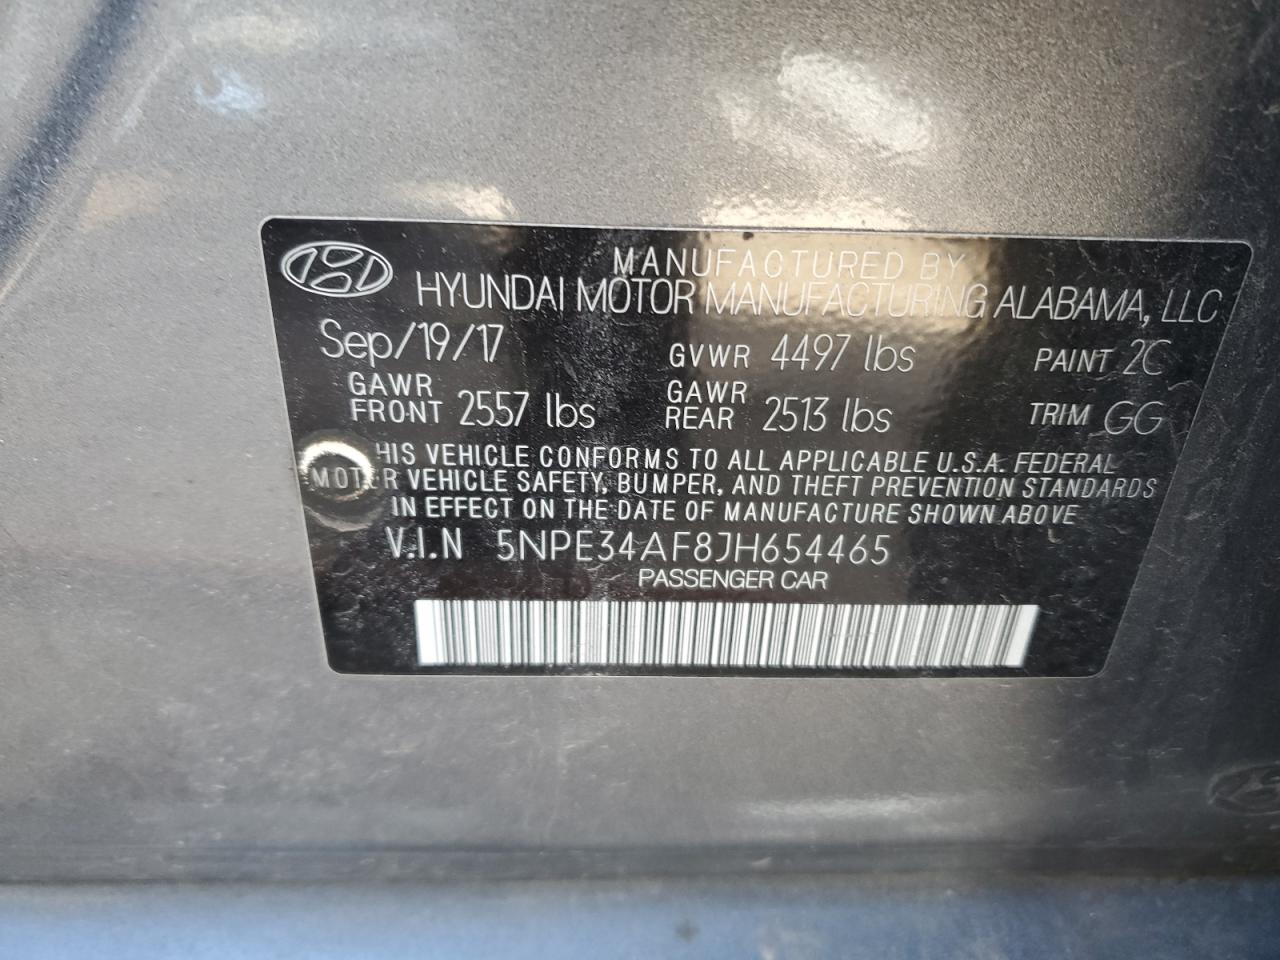 MANUFACTURED BY
HYUNDAI MOTOR MANUFACTURING ALABAMA, LLC
Sep/19/17 GVWR 4497 lbs PAINT 2C
GAWR FRONT 2557 lbs GAWR REAR 2513 lbs TRIM GG
THIS VEHICLE CONFORMS TO ALL APPLICABLE U.S.A. FEDERAL
MOTOR VEHICLE SAFETY, BUMPER, AND THEFT PREVENTION STANDARDS
IN EFFECT ON THE DATE OF MANUFACTURE SHOWN ABOVE
V.I.N 5NPE34AF8JH654465
PASSENGER CAR